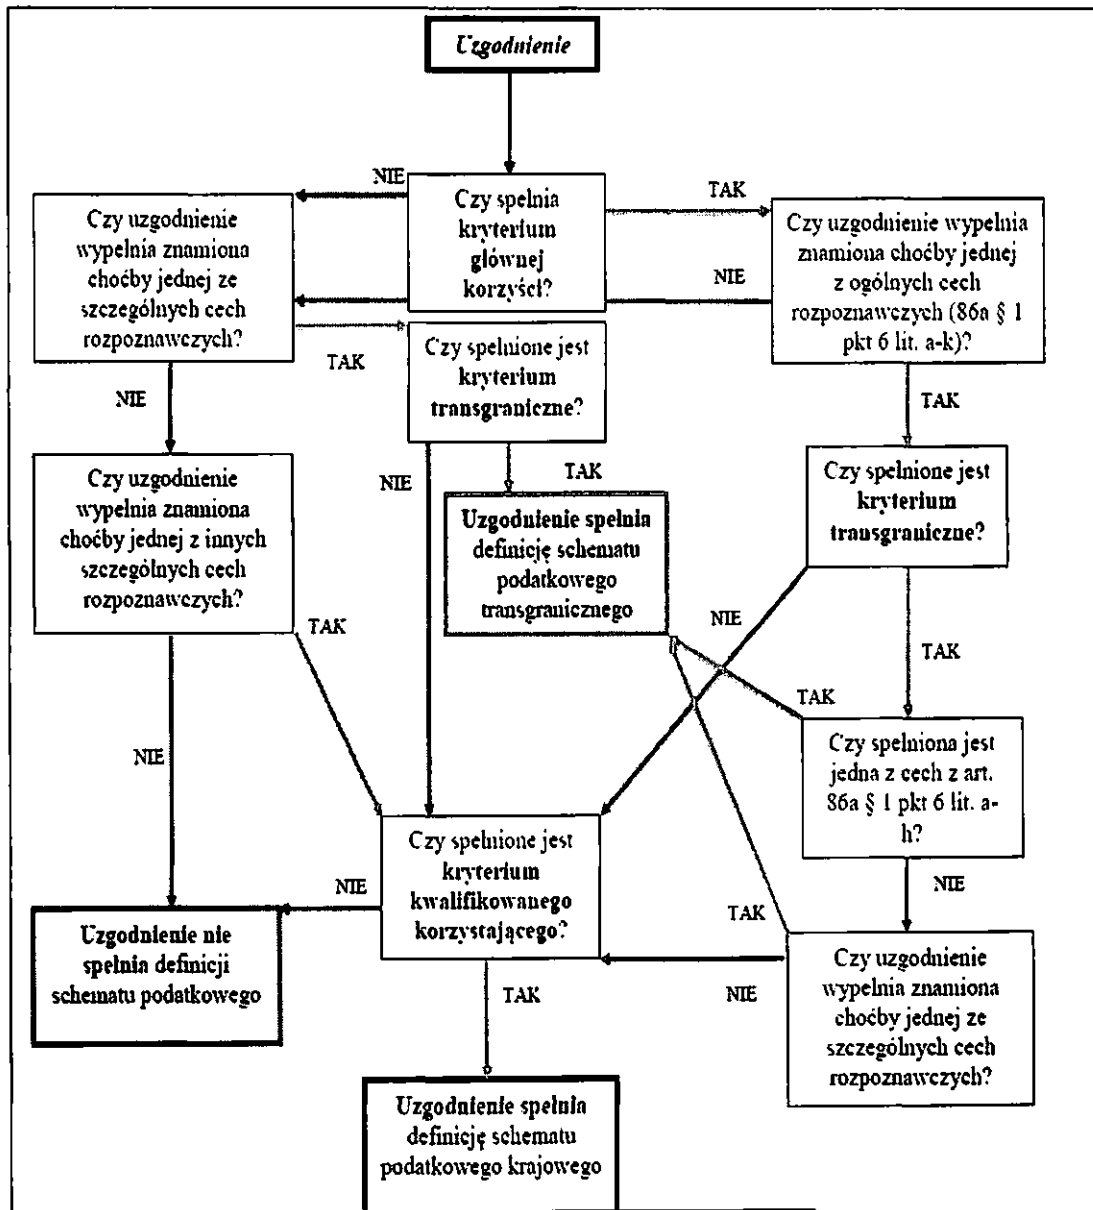 Uzgodnienie
NIE
TAK
Czy spełnia
kryterium
głównej
korzyści?
Czy uzgodnienie
wypełnia znamiona
choćby jednej ze
szczególnych cech
rozpoznawczych?
Czy uzgodnienie wypełnia
znamiona choćby jednej
z ogólnych cech
rozpoznawczych (86a § 1
pkt 6 lit. a-k)?
NIE
TAK
Czy spełnione jest
kryterium
transgraniczne?
NIE
TAK
Czy uzgodnienie
wypełnia znamiona
choćby jednej z innych
szczególnych cech
rozpoznawczych?
NIE
TAK
Czy spełnione jest
kryterium
transgraniczne?
Uzgodnienie spełnia
definicję schematu
podatkowego
transgranicznego
TAK
NIE
TAK
NIE
TAK
Czy spełniona jest
jedna z cech z art.
86a § 1 pkt 6 lit. a-
h?
Czy spełnione jest
kryterium
kwalifikowanego
korzystającego?
NIE
NIE
TAK
Uzgodnienie nie
spełnia definicji
schematu podatkowego
Czy uzgodnienie
wypełnia znamiona
choćby jednej ze
szczególnych cech
rozpoznawczych?
TAK
NIE
Uzgodnienie spełnia
definicję schematu
podatkowego krajowego